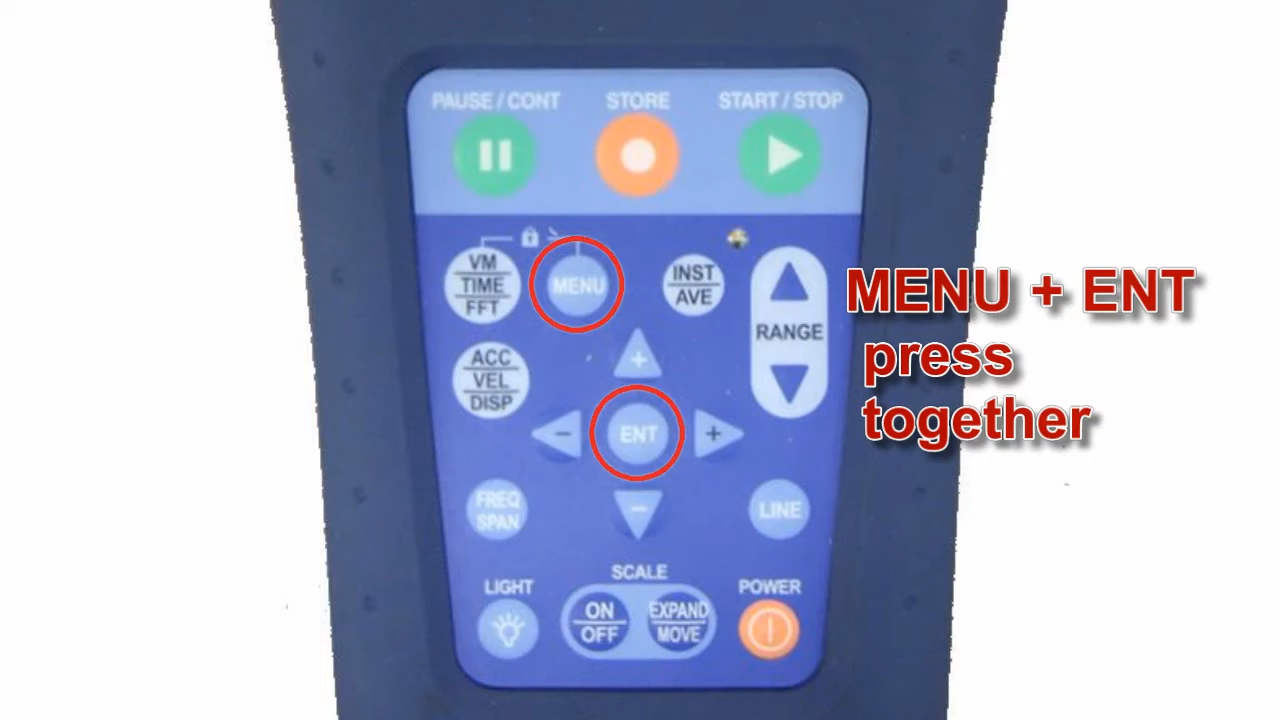 PAUSE / CONT
STORE
START / STOP
VM
TIME
FFT
MENU
INST
AVE
RANGE
MENU + ENT
press
together
ACC
VEL
DISP
+
- ENT +
-
FREQ
SPAN
LINE
LIGHT
SCALE
POWER
ON
OFF
EXPAND
MOVE